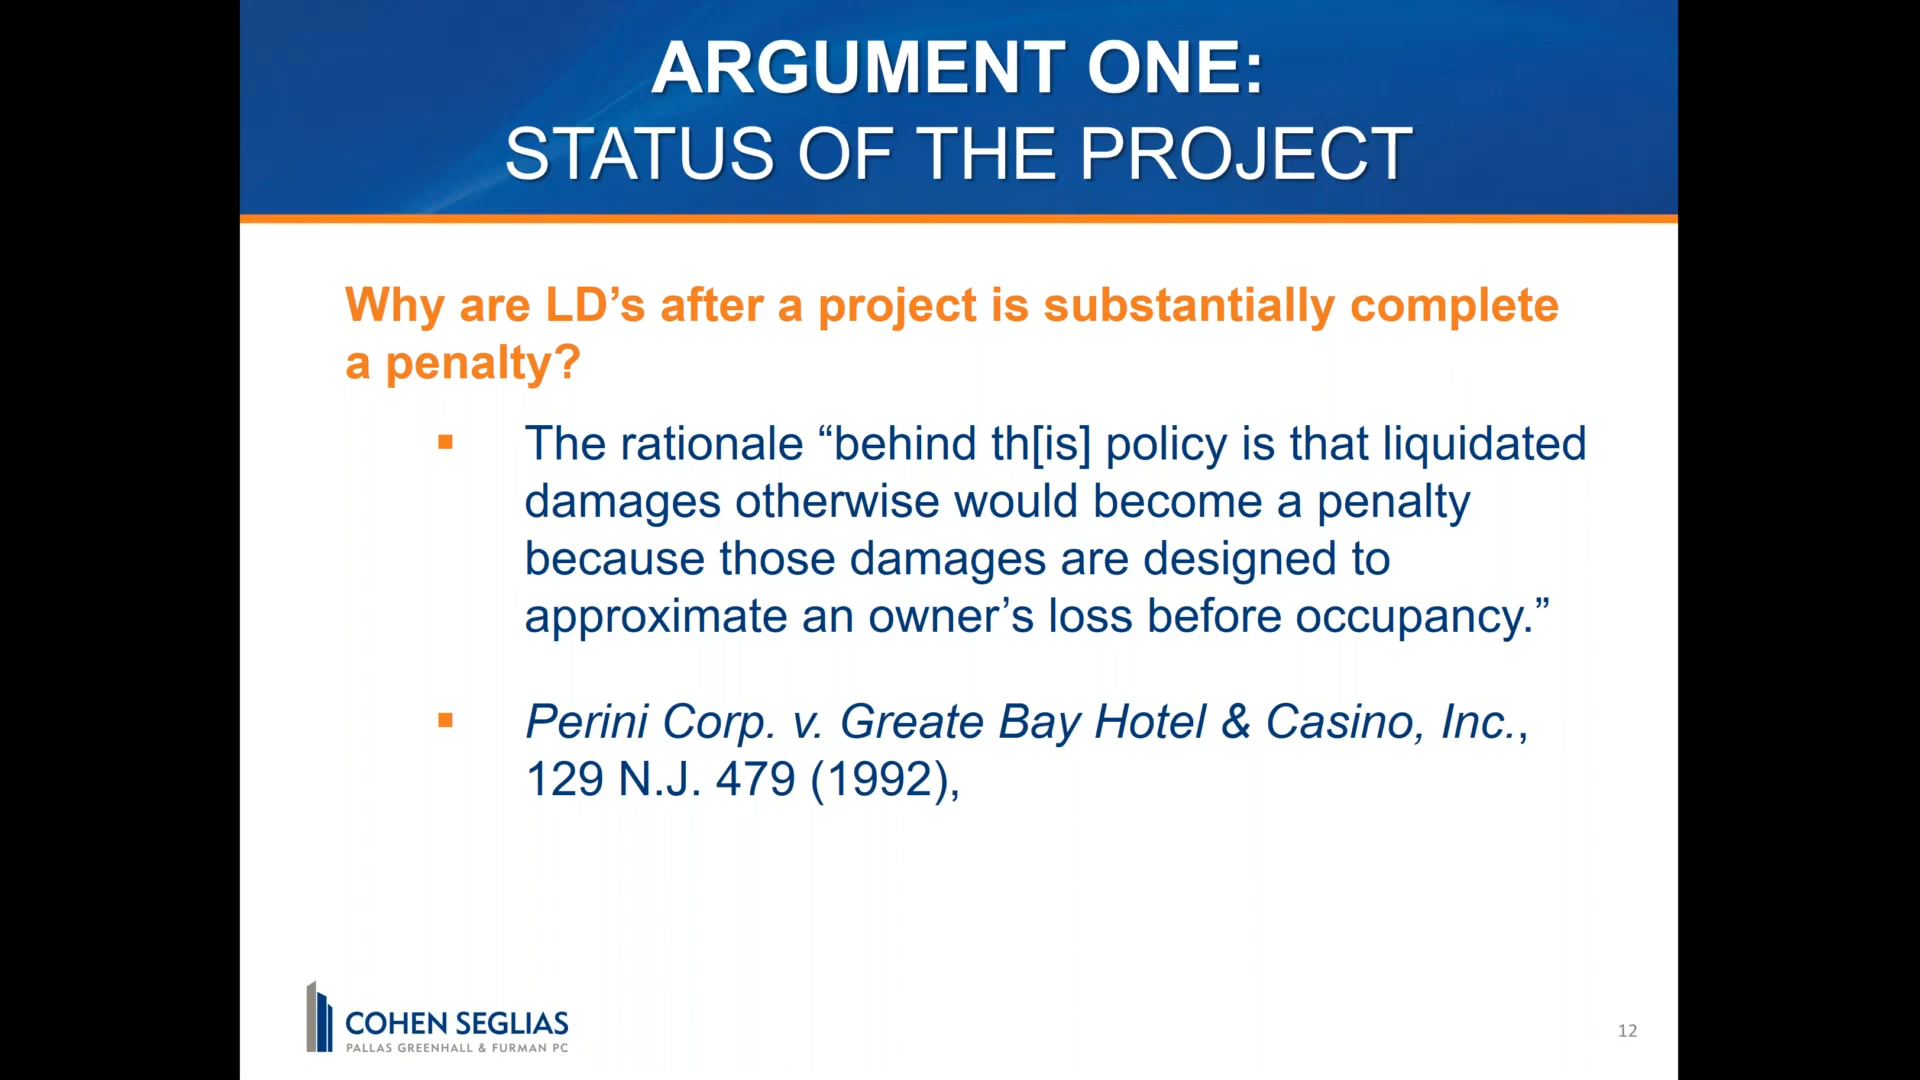 ARGUMENT ONE:
STATUS OF THE PROJECT
Why are LD’s after a project is substantially complete
a penalty?
▪ The rationale “behind th[is] policy is that liquidated
damages otherwise would become a penalty
because those damages are designed to
approximate an owner’s loss before occupancy.”
▪ Perini Corp. v. Greate Bay Hotel & Casino, Inc.,
129 N.J. 479 (1992),
COHEN SEGLIAS
PALLAS GREENHALL & FURMAN PC
12